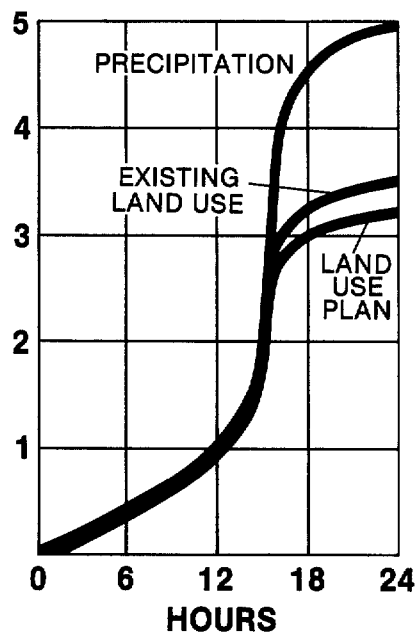 5
PRECIPITATION
4
EXISTING
LAND USE
3
LAND
USE
PLAN
2
1
0 6 12 18 24
HOURS